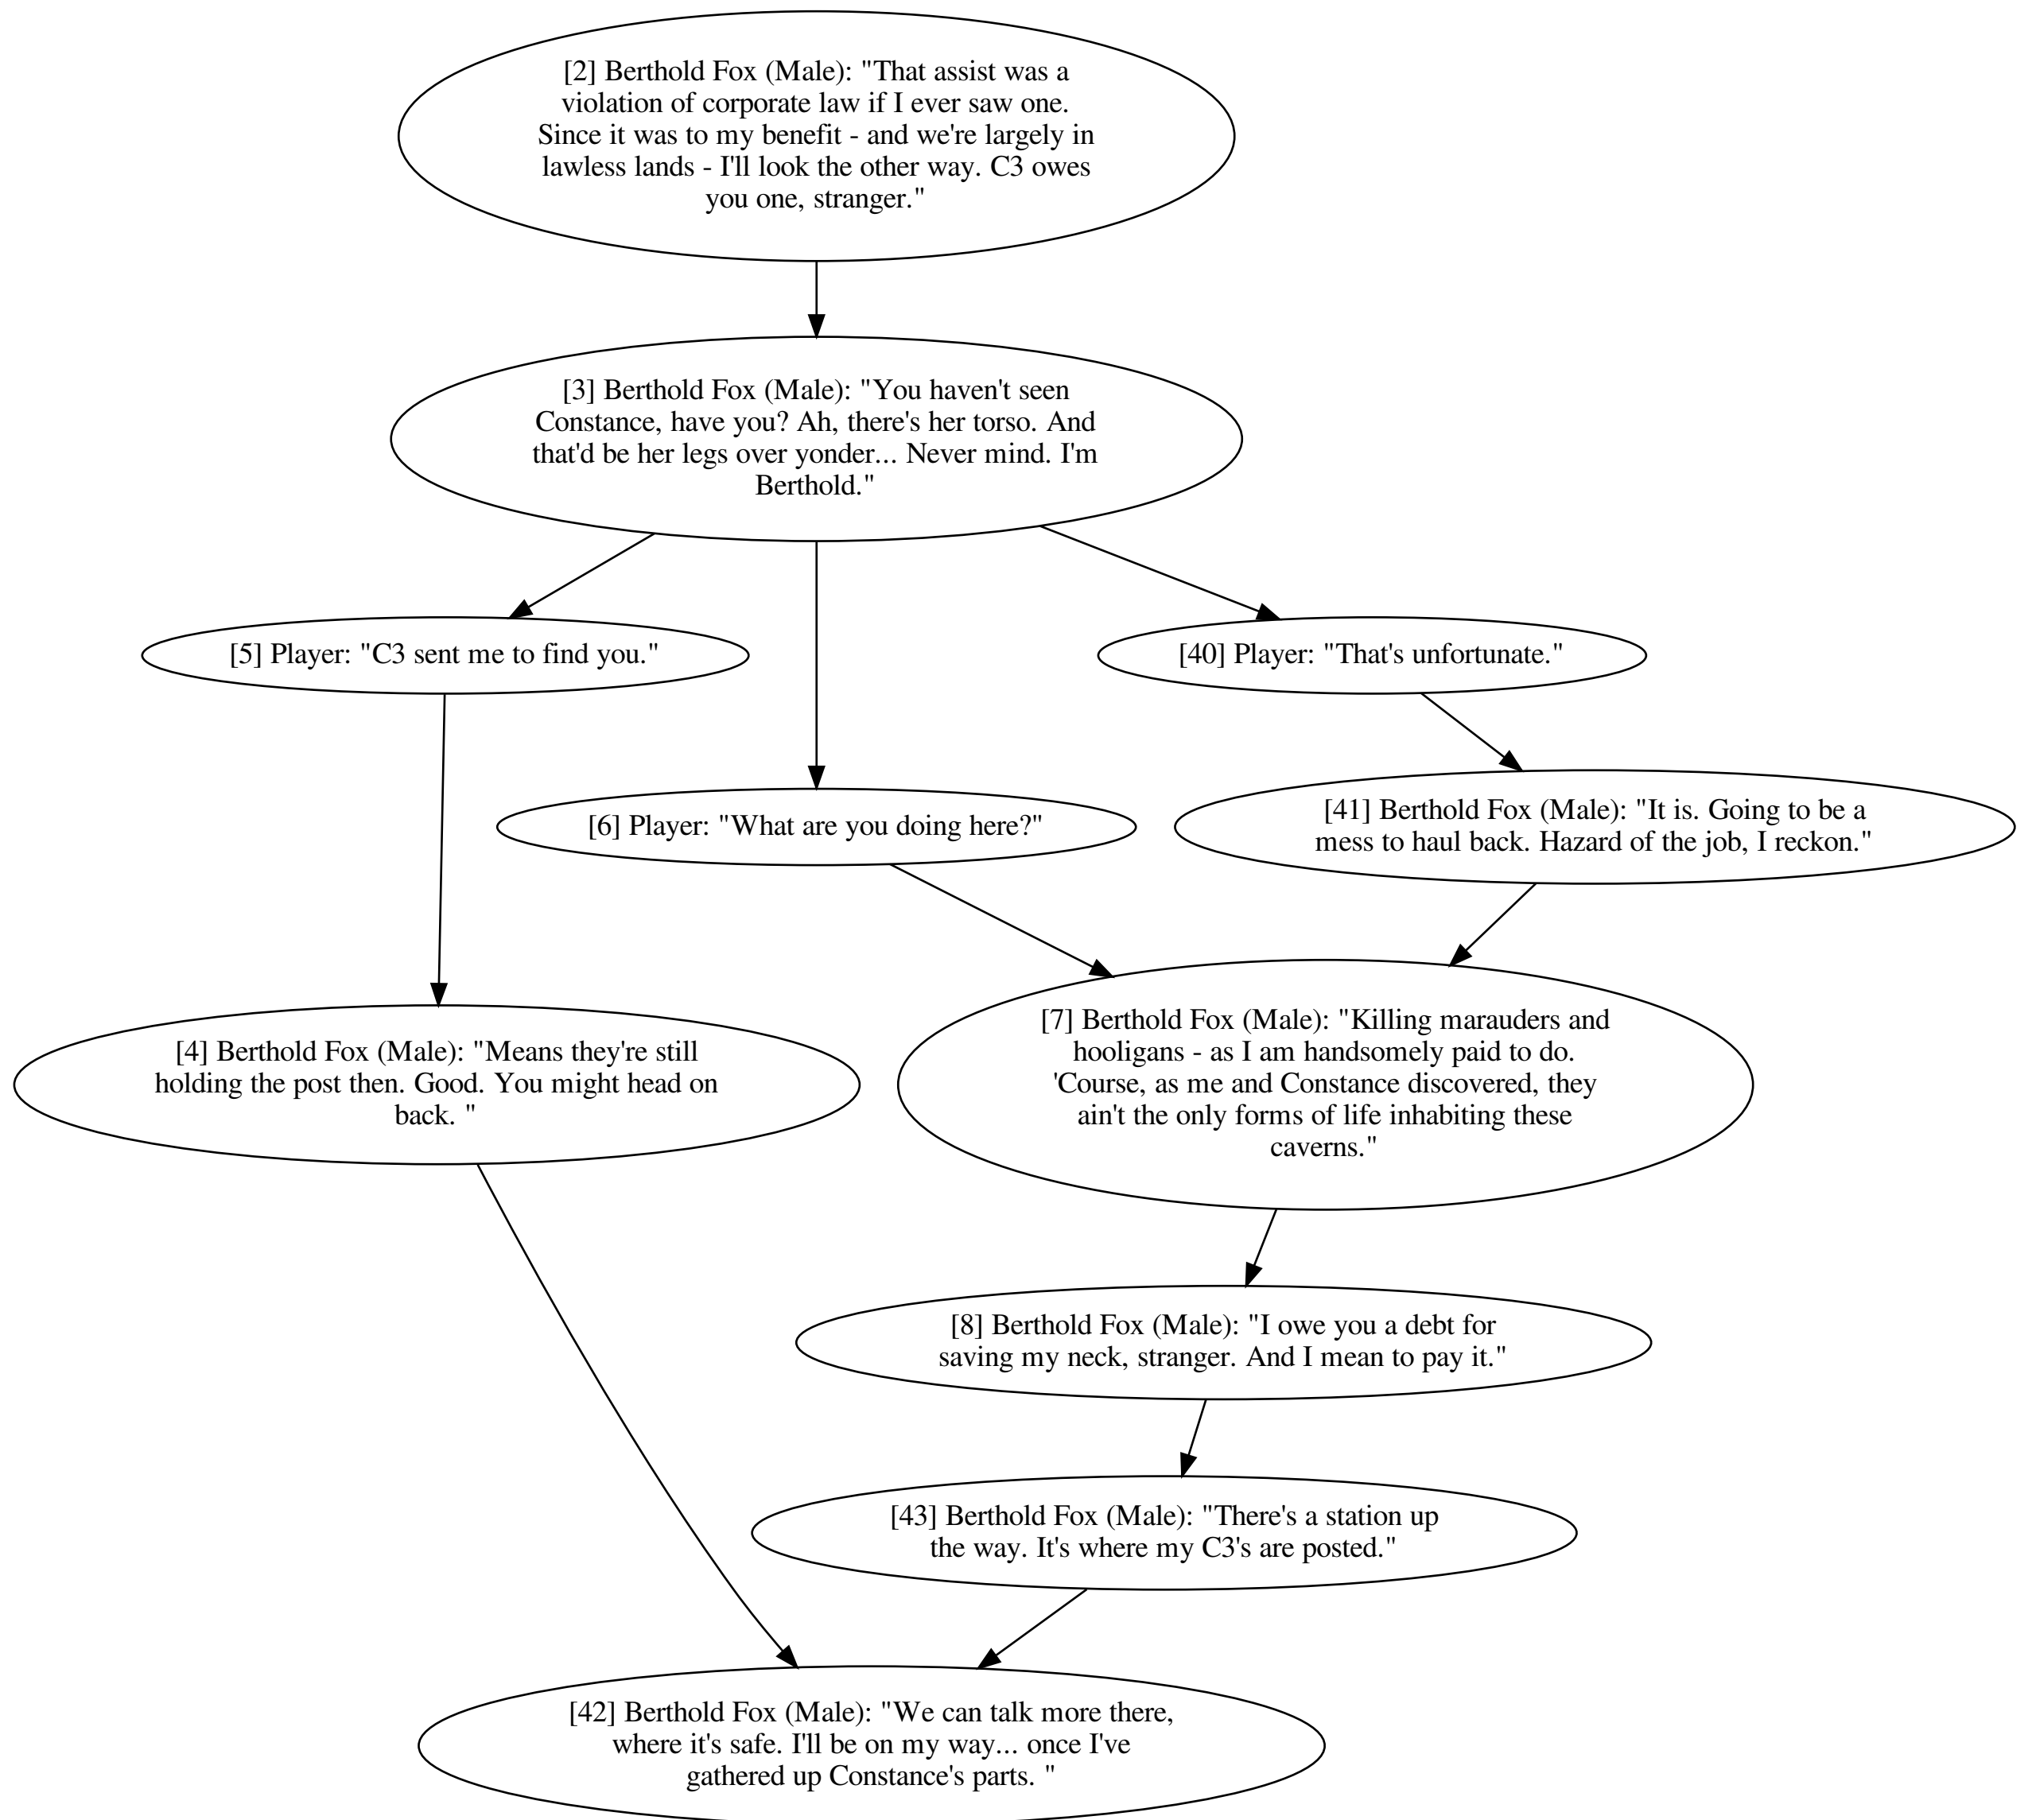 [2] Berthold Fox (Male): "That assist was a
violation of corporate law if I ever saw one.
Since it was to my benefit - and we're largely in
lawless lands - I'll look the other way. C3 owes
you one, stranger."
[3] Berthold Fox (Male): "You haven't seen
Constance, have you? Ah, there's her torso. And
that'd be her legs over yonder... Never mind. I'm
Berthold."
[5] Player: "C3 sent me to find you."
[40] Player: "That's unfortunate."
[6] Player: "What are you doing here?"
[41] Berthold Fox (Male): "It is. Going to be a
mess to haul back. Hazard of the job, I reckon."
[4] Berthold Fox (Male): "Means they're still
holding the post then. Good. You might head on
back. "
[7] Berthold Fox (Male): "Killing marauders and
hooligans - as I am handsomely paid to do.
'Course, as me and Constance discovered, they
ain't the only forms of life inhabiting these
caverns."
[8] Berthold Fox (Male): "I owe you a debt for
saving my neck, stranger. And I mean to pay it."
[43] Berthold Fox (Male): "There's a station up
the way. It's where my C3's are posted."
[42] Berthold Fox (Male): "We can talk more there,
where it's safe. I'll be on my way... once I've
gathered up Constance's parts. "